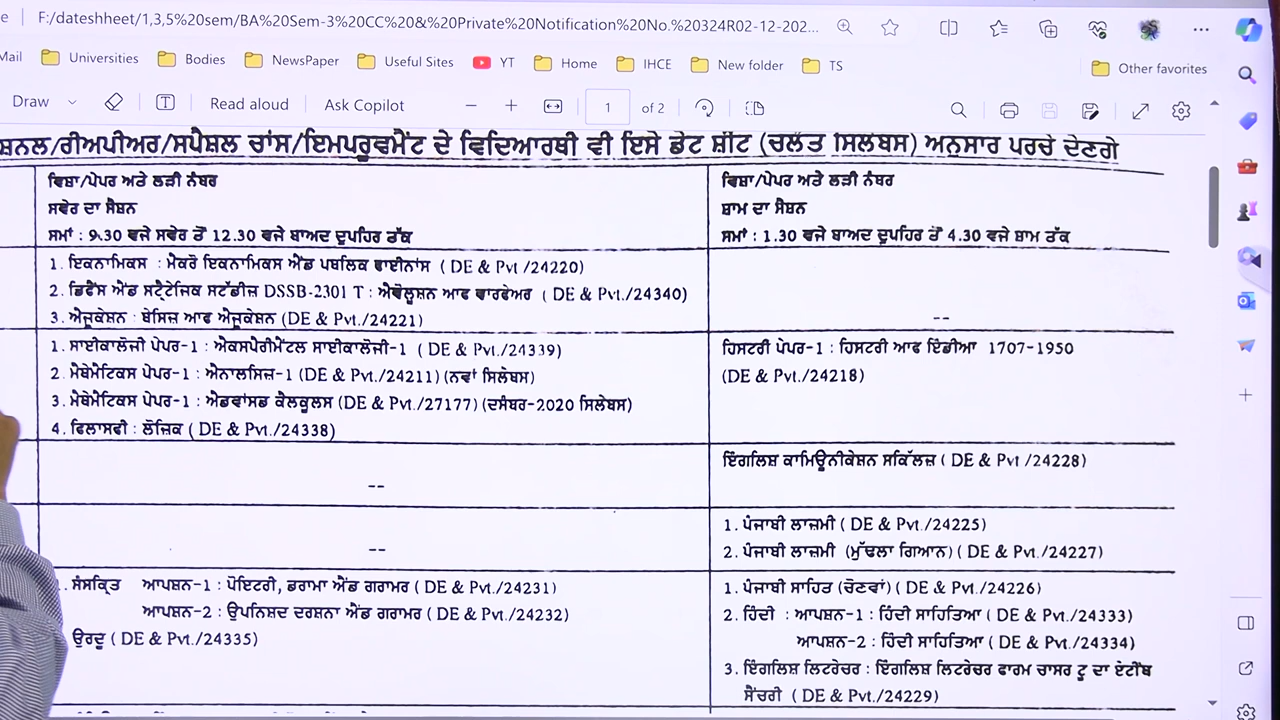 F:/dateshheet/1,3,5%20sem/BA%20Sem-3%20CC%20&%20Private%20Notification%20No.%20324R02-12-202...
Mail Universities Bodies NewsPaper Useful Sites YT Home IHCE New folder TS Other favorites
Draw Read aloud Ask Copilot 1 of 2
ਸ਼ਨਲ/ਰੀਅਪੀਅਰ/ਸਪੈਸ਼ਲ ਚਾਂਸ/ਇਮਪਰੂਵਮੈਂਟ ਦੇ ਵਿਦਿਆਰਥੀ ਵੀ ਇਸੇ ਡੇਟ ਸ਼ੀਟ (ਚਲੰਤ ਸਿਲੇਬਸ) ਅਨੁਸਾਰ ਪਰਚੇ ਦੇਣਗੇ
ਵਿਸ਼ਾ/ਪੇਪਰ ਅਤੇ ਲੜੀ ਨੰਬਰ
ਸਵੇਰ ਦਾ ਸੈਸ਼ਨ
ਸਮਾਂ : 9.30 ਵਜੇ ਸਵੇਰ ਤੋਂ 12.30 ਵਜੇ ਬਾਅਦ ਦੁਪਹਿਰ ਤੱਕ
ਵਿਸ਼ਾ/ਪੇਪਰ ਅਤੇ ਲੜੀ ਨੰਬਰ
ਸ਼ਾਮ ਦਾ ਸੈਸ਼ਨ
ਸਮਾਂ : 1.30 ਵਜੇ ਬਾਅਦ ਦੁਪਹਿਰ ਤੋਂ 4.30 ਵਜੇ ਸ਼ਾਮ ਤੱਕ
1. ਇਕਨਾਮਿਕਸ : ਮੈਕਰੋ ਇਕਨਾਮਿਕਸ ਐਂਡ ਪਬਲਿਕ ਫਾਈਨਾਂਸ ( DE & Pvt /24220)
2. ਡਿਫੈਂਸ ਐਂਡ ਸਟ੍ਰੈਟੇਜਿਕ ਸਟੱਡੀਜ਼ DSSB-2301 T : ਐਵੋਲੂਸ਼ਨ ਆਫ ਵਾਰਫੇਅਰ ( DE & Pvt./24340)
3. ਐਜੂਕੇਸ਼ਨ : ਬੇਸਿਜ਼ ਆਫ ਐਜੂਕੇਸ਼ਨ (DE & Pvt./24221)
--
1. ਸਾਈਕਾਲੋਜੀ ਪੇਪਰ-1 : ਐਕਸਪੈਰੀਮੈਂਟਲ ਸਾਈਕਾਲੋਜੀ-1 ( DE & Pvt./24339)
2. ਮੈਥੇਮੈਟਿਕਸ ਪੇਪਰ-1 : ਐਨਾਲਸਿਜ਼-1 (DE & Pvt./24211) (ਨਵਾਂ ਸਿਲੇਬਸ)
3. ਮੈਥੇਮੈਟਿਕਸ ਪੇਪਰ-1 : ਐਡਵਾਂਸਡ ਕੈਲਕੂਲਸ (DE & Pvt./27177) (ਦਸੰਬਰ-2020 ਸਿਲੇਬਸ)
4. ਫਿਲਾਸਫੀ : ਲੋਜਿਕ ( DE & Pvt./24338)
ਹਿਸਟਰੀ ਪੇਪਰ-1 : ਹਿਸਟਰੀ ਆਫ ਇੰਡੀਆ 1707-1950
(DE & Pvt./24218)
--
ਇੰਗਲਿਸ਼ ਕਾਮਿਊਨੀਕੇਸ਼ਨ ਸਕਿੱਲਜ਼ ( DE & Pvt /24228)
--
1. ਪੰਜਾਬੀ ਲਾਜ਼ਮੀ ( DE & Pvt./24225)
2. ਪੰਜਾਬੀ ਲਾਜ਼ਮੀ (ਮੁੱਢਲਾ ਗਿਆਨ) ( DE & Pvt./24227)
. ਸੰਸਕ੍ਰਿਤ ਆਪਸ਼ਨ-1 : ਪੋਇਟਰੀ, ਡਰਾਮਾ ਐਂਡ ਗਰਾਮਰ ( DE & Pvt./24231)
ਆਪਸ਼ਨ-2 : ਉਪਨਿਸ਼ਦ ਦਰਸ਼ਨਾ ਐਂਡ ਗਰਾਮਰ ( DE & Pvt./24232)
ਉਰਦੂ ( DE & Pvt./24335)
1. ਪੰਜਾਬੀ ਸਾਹਿਤ (ਚੋਣਵਾਂ) ( DE & Pvt./24226)
2. ਹਿੰਦੀ : ਆਪਸ਼ਨ-1 : ਹਿੰਦੀ ਸਾਹਿਤਿਆ ( DE & Pvt./24333)
ਆਪਸ਼ਨ-2 : ਹਿੰਦੀ ਸਾਹਿਤਿਆ ( DE & Pvt./24334)
3. ਇੰਗਲਿਸ਼ ਲਿਟਰੇਚਰ : ਇੰਗਲਿਸ਼ ਲਿਟਰੇਚਰ ਫਾਰਮ ਚਾਸਰ ਟੂ ਦਾ ਏਟੀਂਥ
ਸੈਂਚਰੀ ( DE & Pvt./24229)